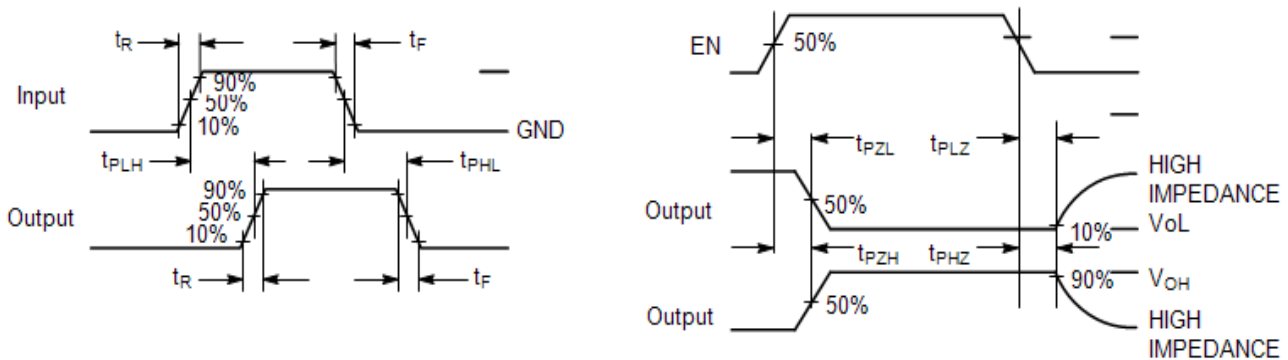 tR
tF
Input
90%
50%
10%
GND
tPLH
tPHL
Output
90%
50%
10%
tR
tF
EN
50%
tPZL
tPLZ
HIGH
IMPEDANCE
Output
50%
10%
VoL
tPZH
tPHZ
90%
VOH
Output
50%
HIGH
IMPEDANCE